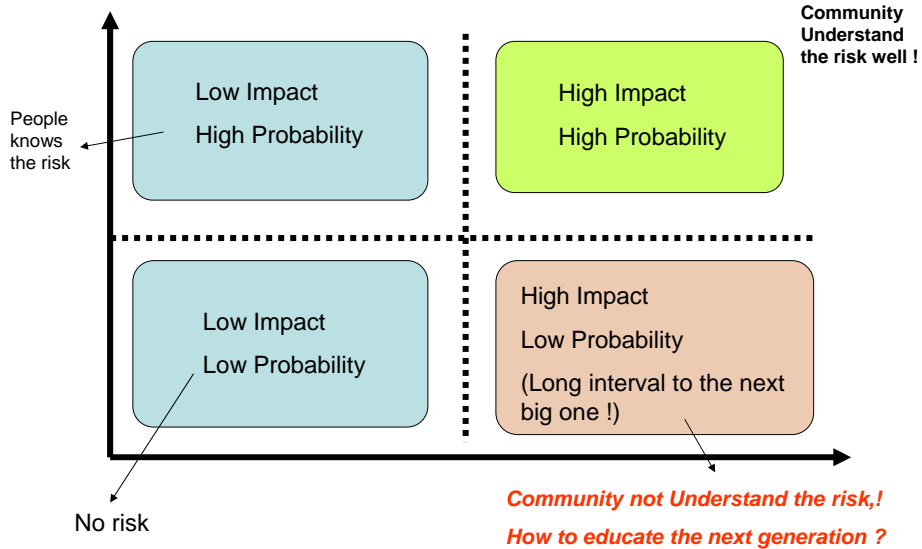 Community
Understand
the risk well !
Low Impact
High Probability
High Impact
High Probability
People
knows
the risk
Low Impact
Low Probability
High Impact
Low Probability
(Long interval to the next
big one !)
No risk
Community not Understand the risk,!
How to educate the next generation ?